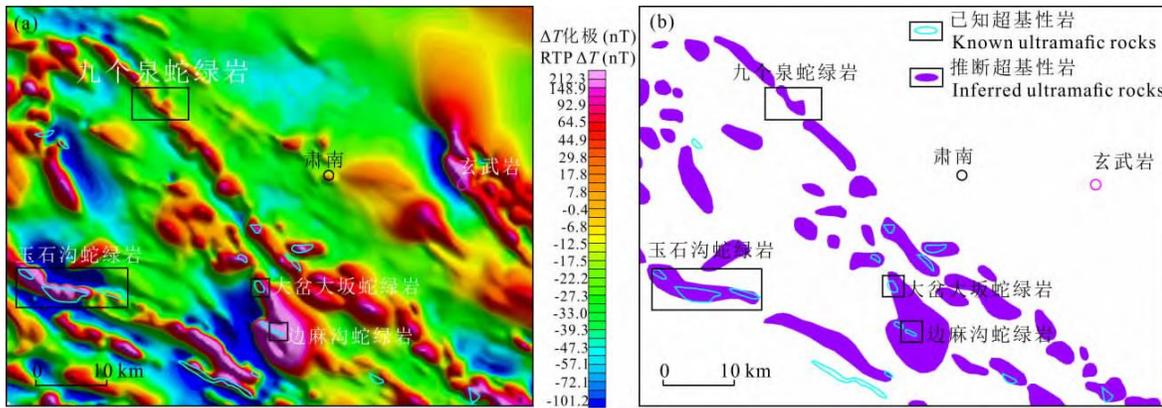 (a)
九个泉蛇绿岩
肃南
玄武岩
玉石沟蛇绿岩
大岔大坂蛇绿岩
边麻沟蛇绿岩
0 10 km
ΔT化极 (nT)
RTP ΔT (nT)
212.3
148.9
92.9
64.5
44.9
29.8
17.8
7.8
-0.4
-6.8
-12.5
-17.5
-22.2
-27.3
-33.0
-39.3
-47.3
-57.1
-72.1
-101.2
(b)
已知超基性岩
Known ultramafic rocks
推断超基性岩
Inferred ultramafic rocks
九个泉蛇绿岩
肃南
玄武岩
玉石沟蛇绿岩
大岔大坂蛇绿岩
边麻沟蛇绿岩
0 10 km